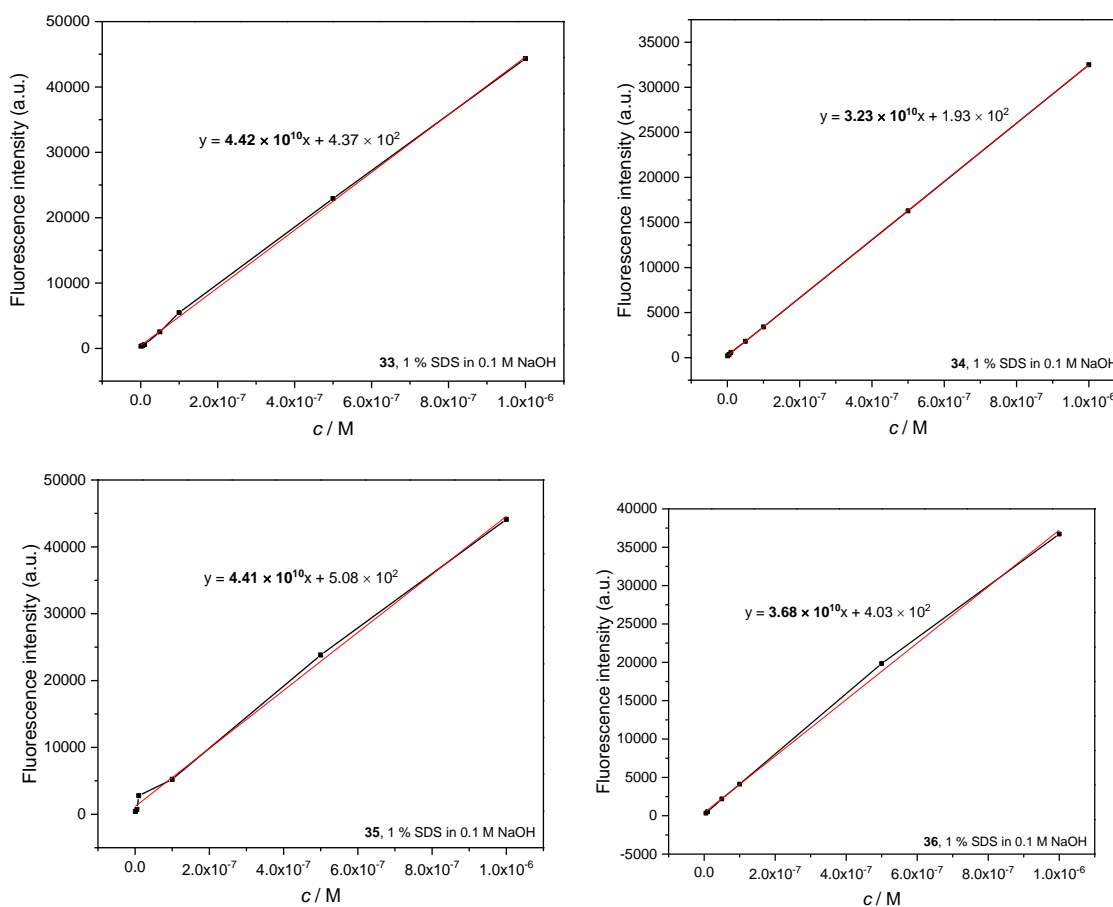 50000
40000
30000
20000
10000
0
Fluorescence intensity (a.u.)
y = 4.42 × 10¹⁰x + 4.37 × 10²
33, 1 % SDS in 0.1 M NaOH
0.0 2.0x10⁻⁷ 4.0x10⁻⁷ 6.0x10⁻⁷ 8.0x10⁻⁷ 1.0x10⁻⁶
c / M
35000
30000
25000
20000
15000
10000
5000
0
Fluorescence intensity (a.u.)
y = 3.23 × 10¹⁰x + 1.93 × 10²
34, 1 % SDS in 0.1 M NaOH
0.0 2.0x10⁻⁷ 4.0x10⁻⁷ 6.0x10⁻⁷ 8.0x10⁻⁷ 1.0x10⁻⁶
c / M
50000
40000
30000
20000
10000
0
Fluorescence intensity (a.u.)
y = 4.41 × 10¹⁰x + 5.08 × 10²
35, 1 % SDS in 0.1 M NaOH
0.0 2.0x10⁻⁷ 4.0x10⁻⁷ 6.0x10⁻⁷ 8.0x10⁻⁷ 1.0x10⁻⁶
c / M
40000
35000
30000
25000
20000
15000
10000
5000
0
-5000
Fluorescence intensity (a.u.)
y = 3.68 × 10¹⁰x + 4.03 × 10²
36, 1 % SDS in 0.1 M NaOH
0.0 2.0x10⁻⁷ 4.0x10⁻⁷ 6.0x10⁻⁷ 8.0x10⁻⁷ 1.0x10⁻⁶
c / M